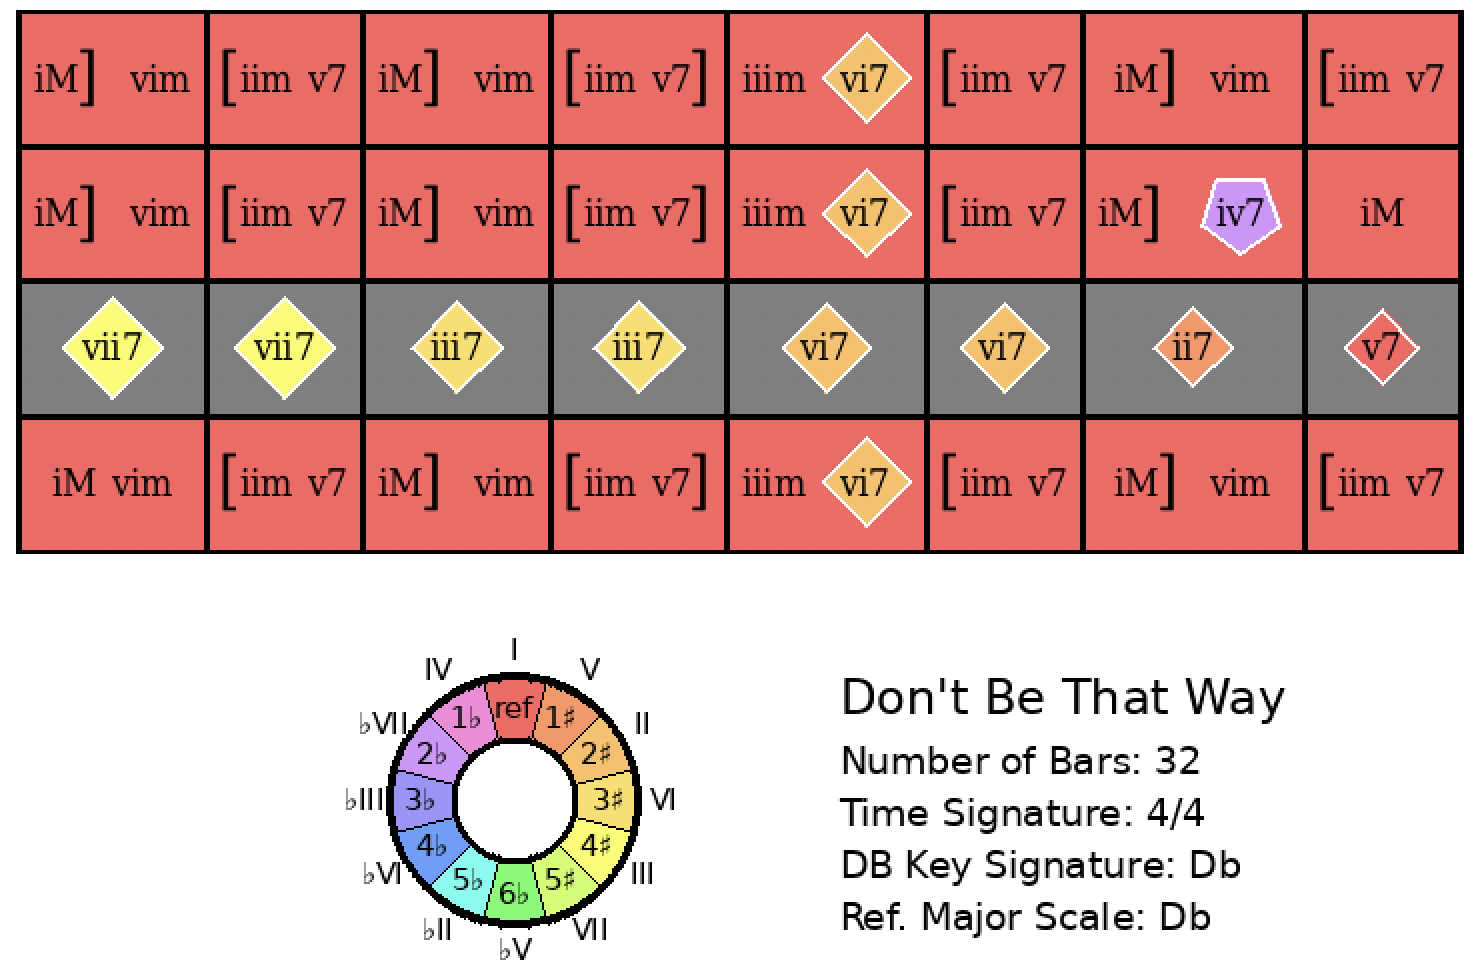 iM] vim [iim v7 iM] vim [iim v7] iiim vi7 [iim v7 iM] vim [iim v7
iM] vim [iim v7 iM] vim [iim v7] iiim vi7 [iim v7 iM] iv7 iM
vii7 vii7 iii7 iii7 vi7 vi7 ii7 v7
iM vim [iim v7 iM] vim [iim v7] iiim vi7 [iim v7 iM] vim [iim v7
I
IV V
ref
1♭ 1♯
♭VII II
2♭ 2♯
♭III 3♭ 3♯ VI
4♭ 4♯
♭VI III
5♭ 5♯
6♭
♭II VII
♭V
Don't Be That Way
Number of Bars: 32
Time Signature: 4/4
DB Key Signature: Db
Ref. Major Scale: Db